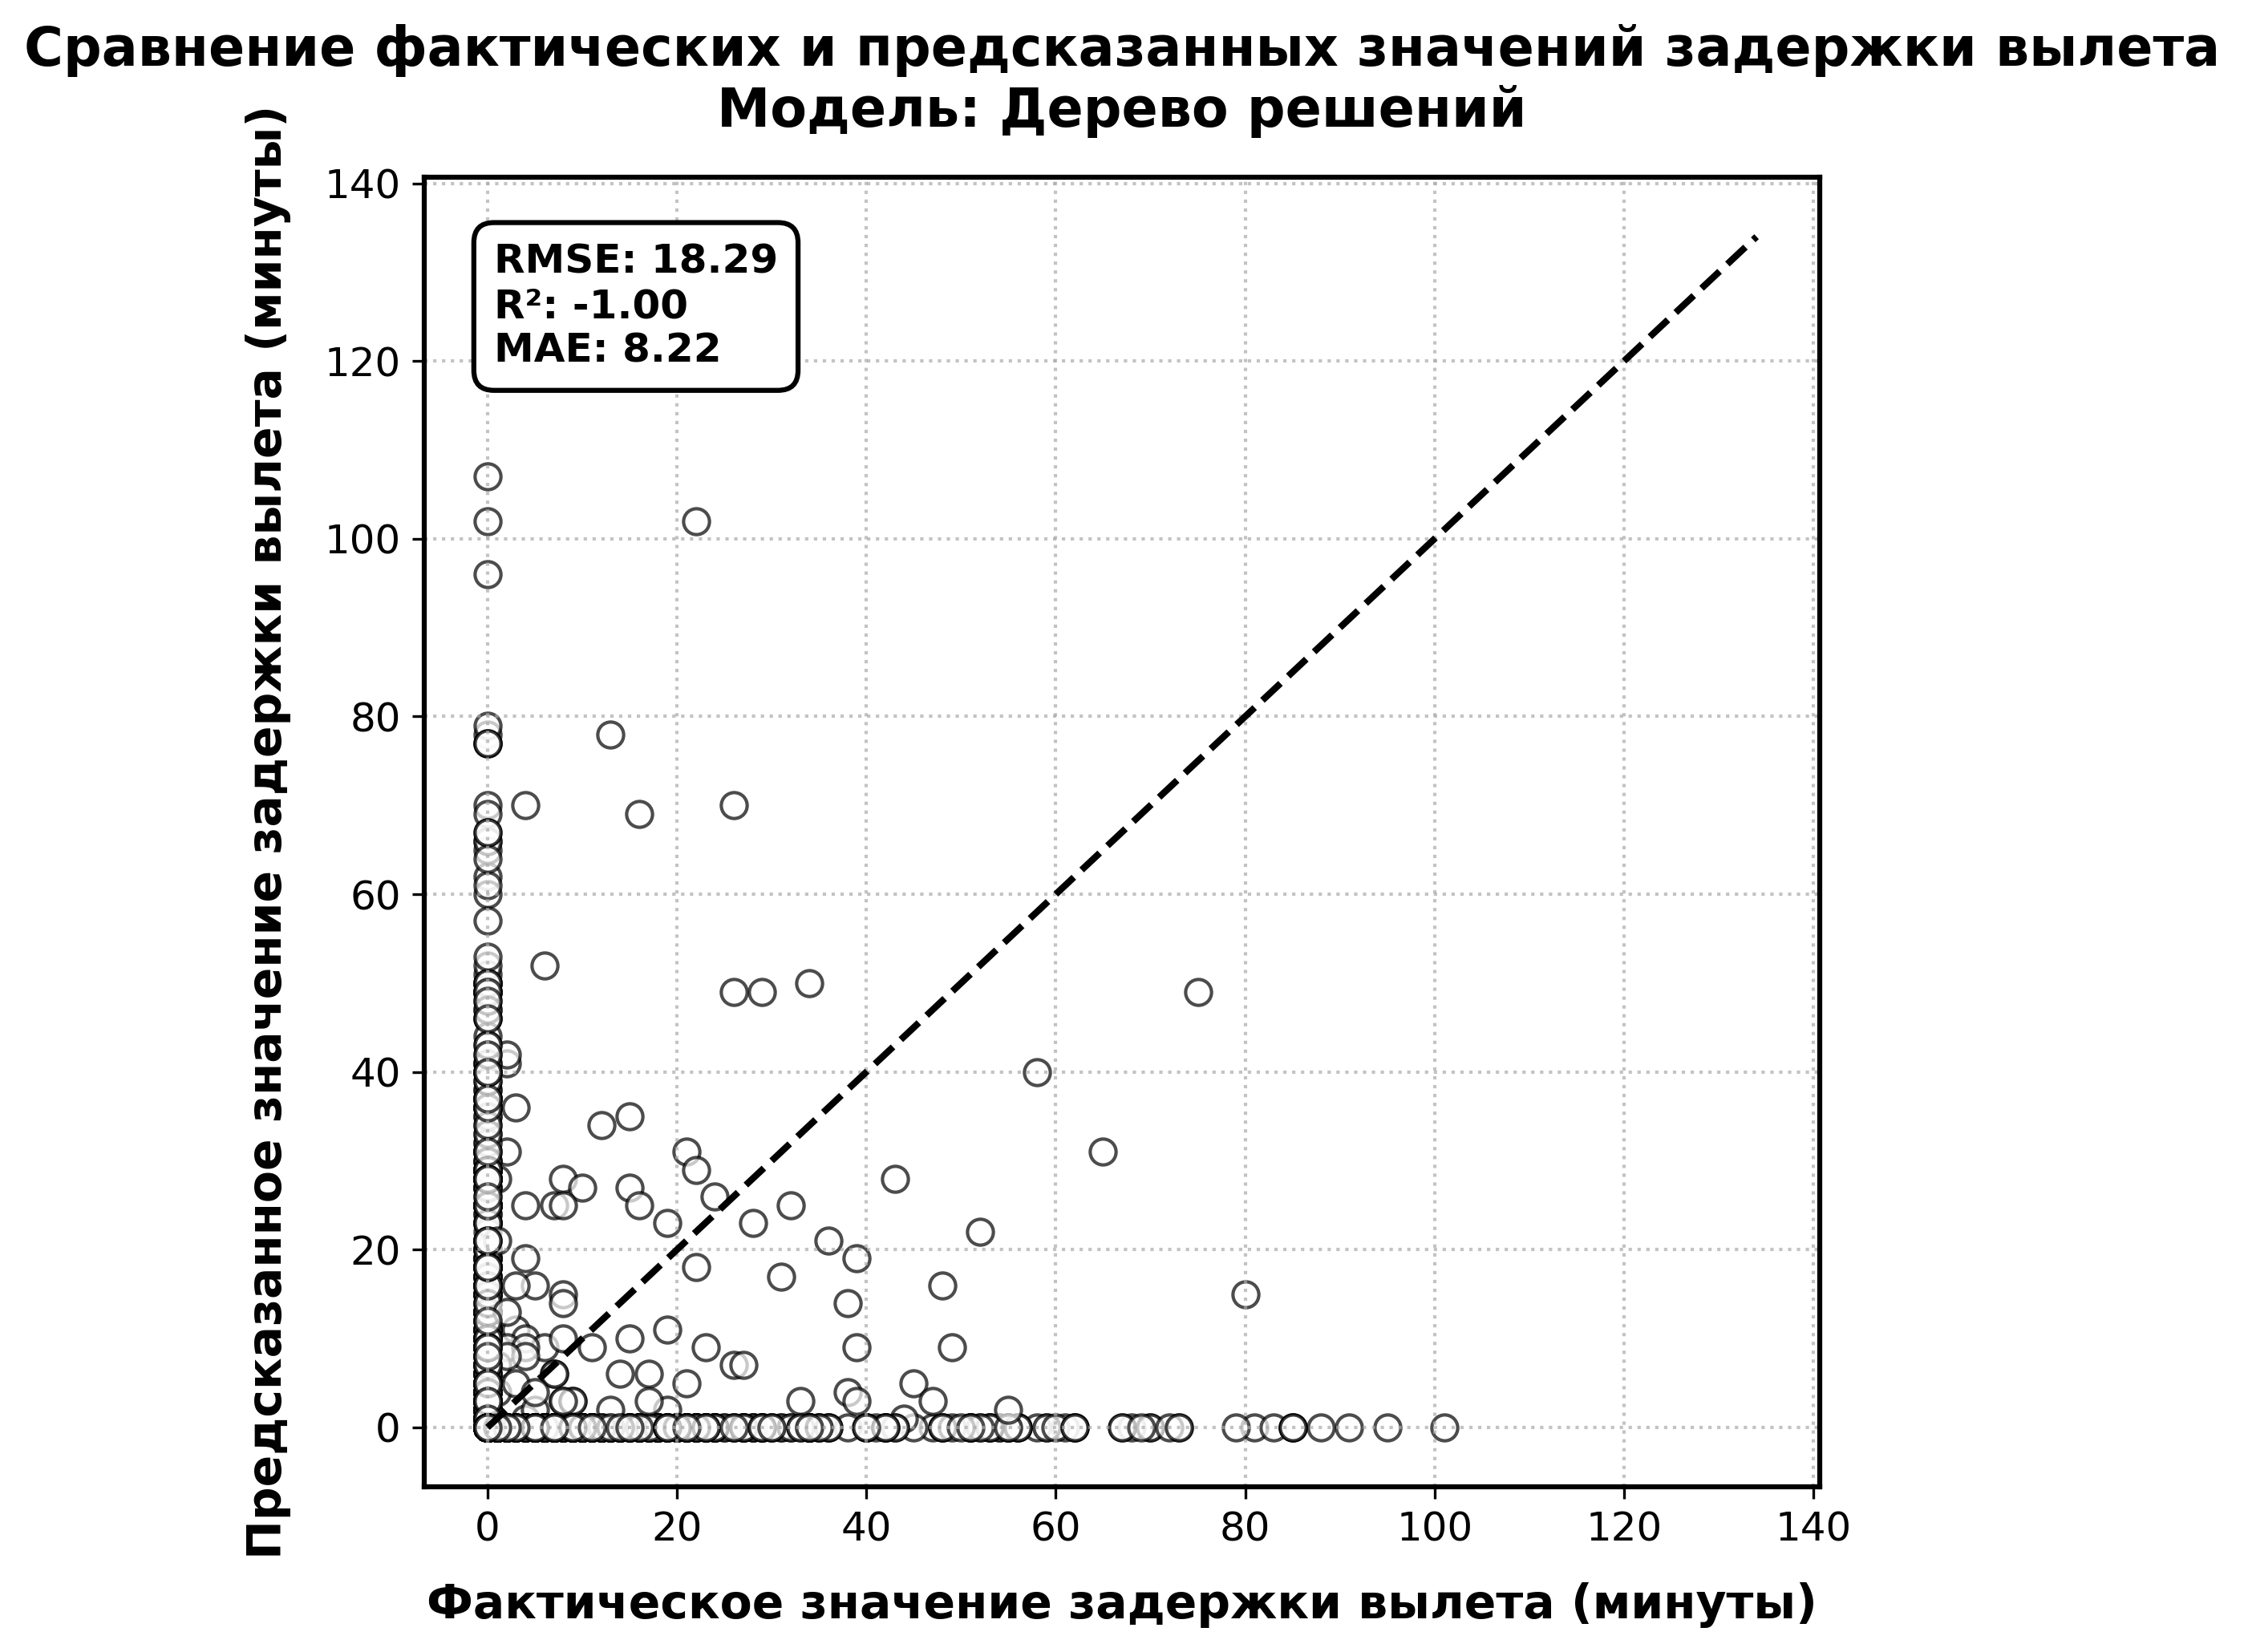 Сравнение фактических и предсказанных значений задержки вылета
Модель: Дерево решений
Предсказанное значение задержки вылета (минуты)
140
120
100
80
60
40
20
0
RMSE: 18.29
R²: -1.00
MAE: 8.22
0 20 40 60 80 100 120 140
Фактическое значение задержки вылета (минуты)